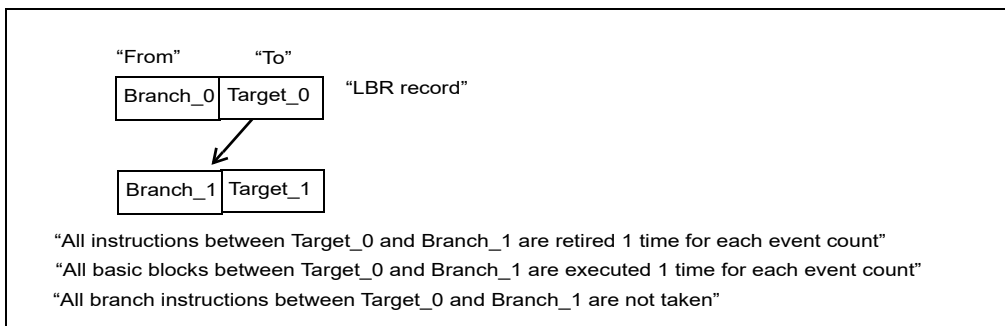 “From” “To”
Branch_0 Target_0 “LBR record”
Branch_1 Target_1
“All instructions between Target_0 and Branch_1 are retired 1 time for each event count”
“All basic blocks between Target_0 and Branch_1 are executed 1 time for each event count”
“All branch instructions between Target_0 and Branch_1 are not taken”